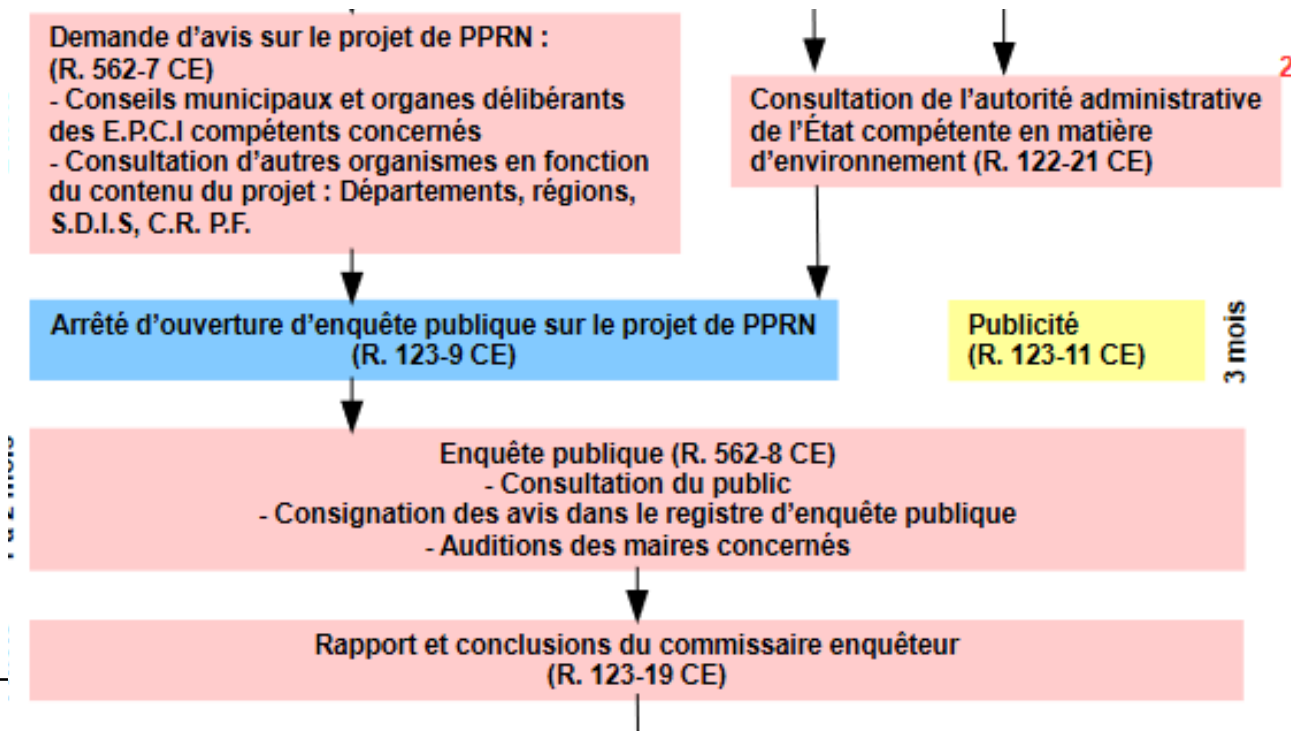 Demande d'avis sur le projet de PPRN :
(R. 562-7 CE)
- Conseils municipaux et organes délibérants
des E.P.C.I compétents concernés
- Consultation d'autres organismes en fonction
du contenu du projet : Départements, régions,
S.D.I.S, C.R. P.F.
2
Consultation de l'autorité administrative
de l'État compétente en matière
d'environnement (R. 122-21 CE)
Arrêté d'ouverture d'enquête publique sur le projet de PPRN
(R. 123-9 CE)
Publicité
(R. 123-11 CE)
3 mois
Enquête publique (R. 562-8 CE)
- Consultation du public
- Consignation des avis dans le registre d'enquête publique
- Auditions des maires concernés
Rapport et conclusions du commissaire enquêteur
(R. 123-19 CE)